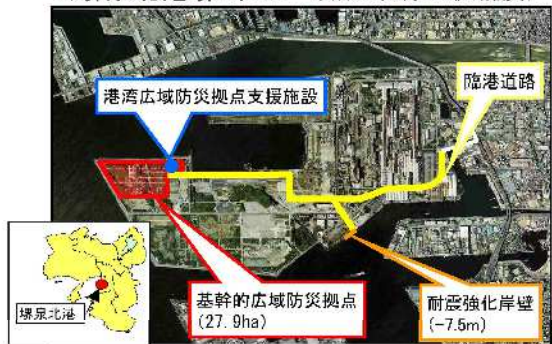 臨港道路
港湾広域防災拠点支援施設
堺泉北港
基幹的広域防災拠点
(27.9ha)
耐震強化岸壁
(-7.5m)